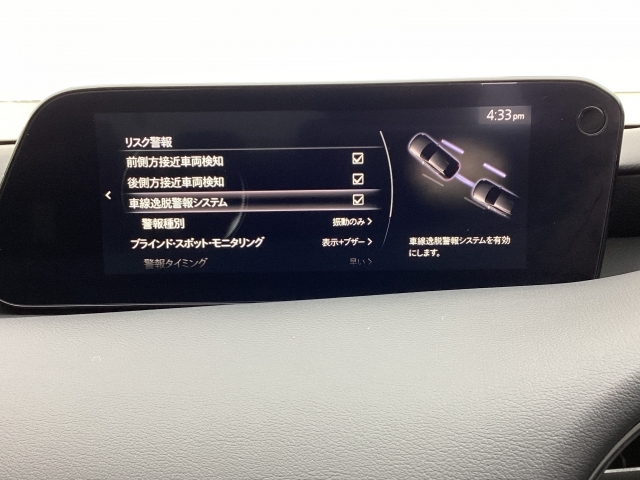 4:33pm
リスク警報
前側方接近車両検知
後側方接近車両検知
車線逸脱警報システム
警報種別 振動のみ
ブラインド・スポット・モニタリング 表示+ブザー
警報タイミング 早い
車線逸脱警報システムを有効
にします。